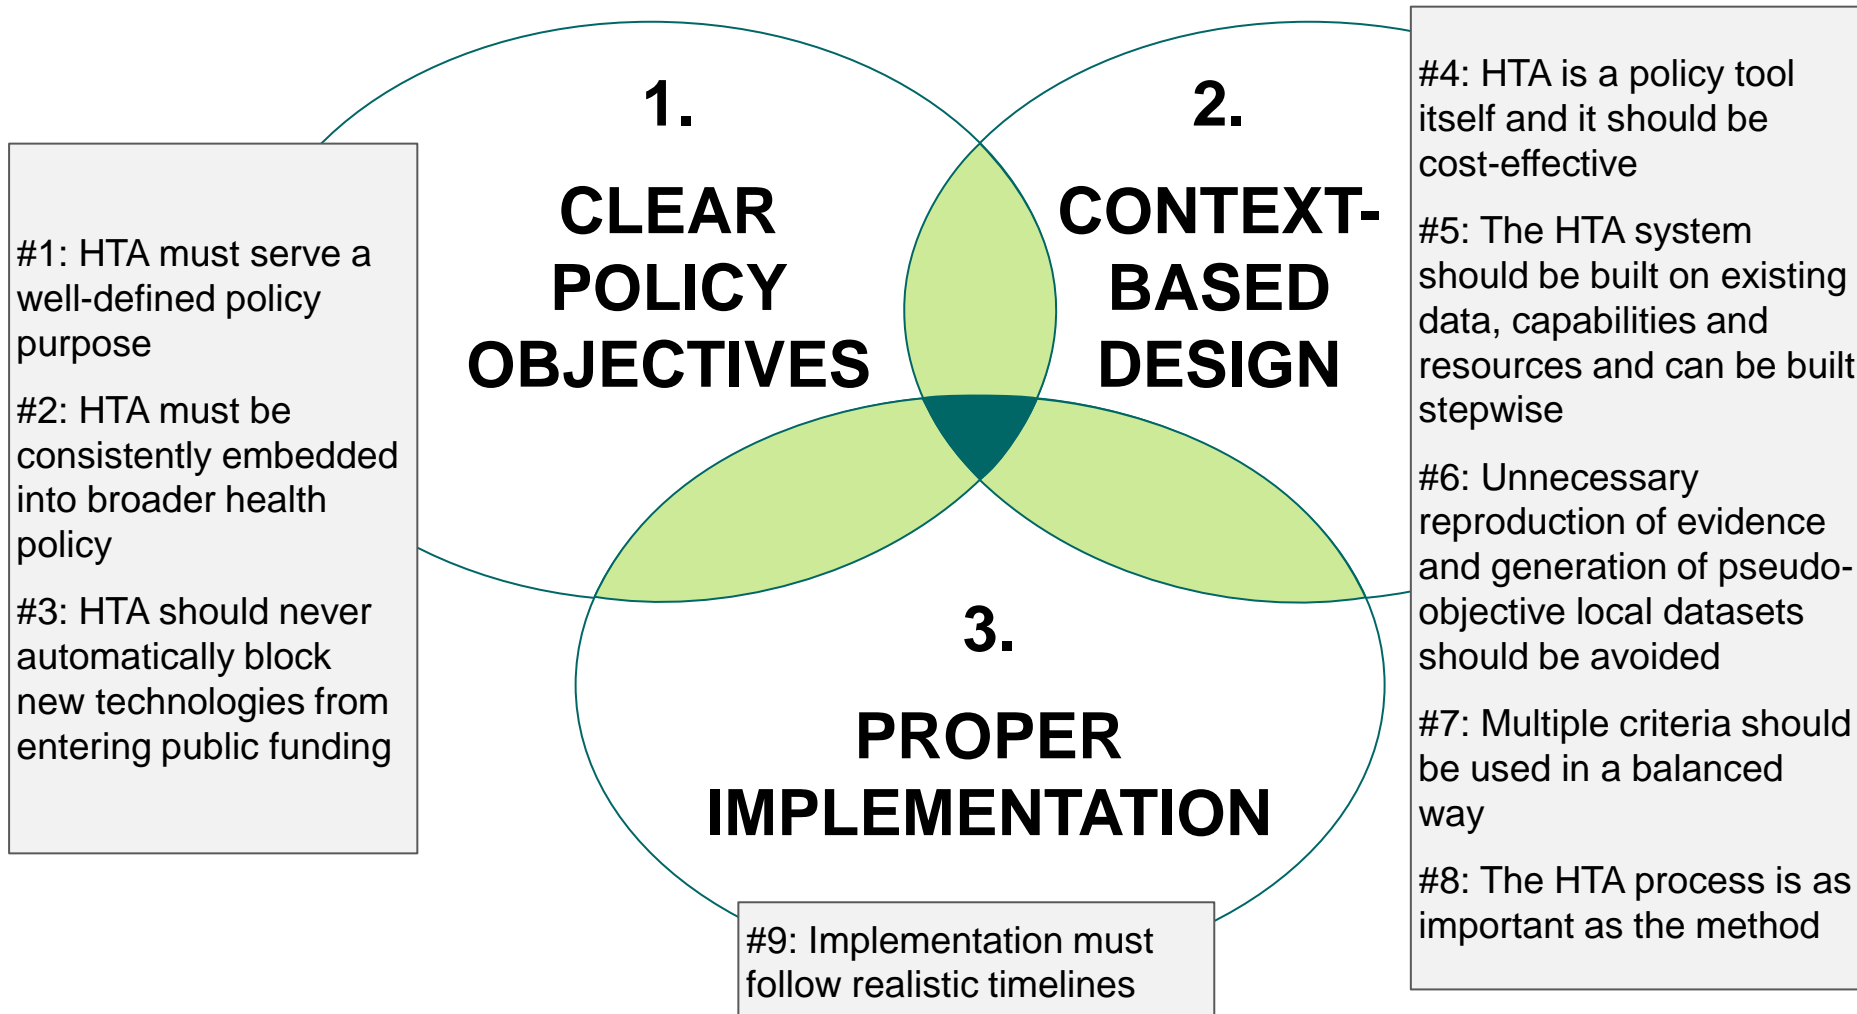 1.
CLEAR
POLICY
OBJECTIVES
2.
CONTEXT-
BASED
DESIGN
3.
PROPER
IMPLEMENTATION
#1: HTA must serve a
well-defined policy
purpose
#2: HTA must be
consistently embedded
into broader health
policy
#3: HTA should never
automatically block
new technologies from
entering public funding
#4: HTA is a policy tool
itself and it should be
cost-effective
#5: The HTA system
should be built on existing
data, capabilities and
resources and can be built
stepwise
#6: Unnecessary
reproduction of evidence
and generation of pseudo-
objective local datasets
should be avoided
#7: Multiple criteria should
be used in a balanced
way
#8: The HTA process is as
important as the method
#9: Implementation must
follow realistic timelines